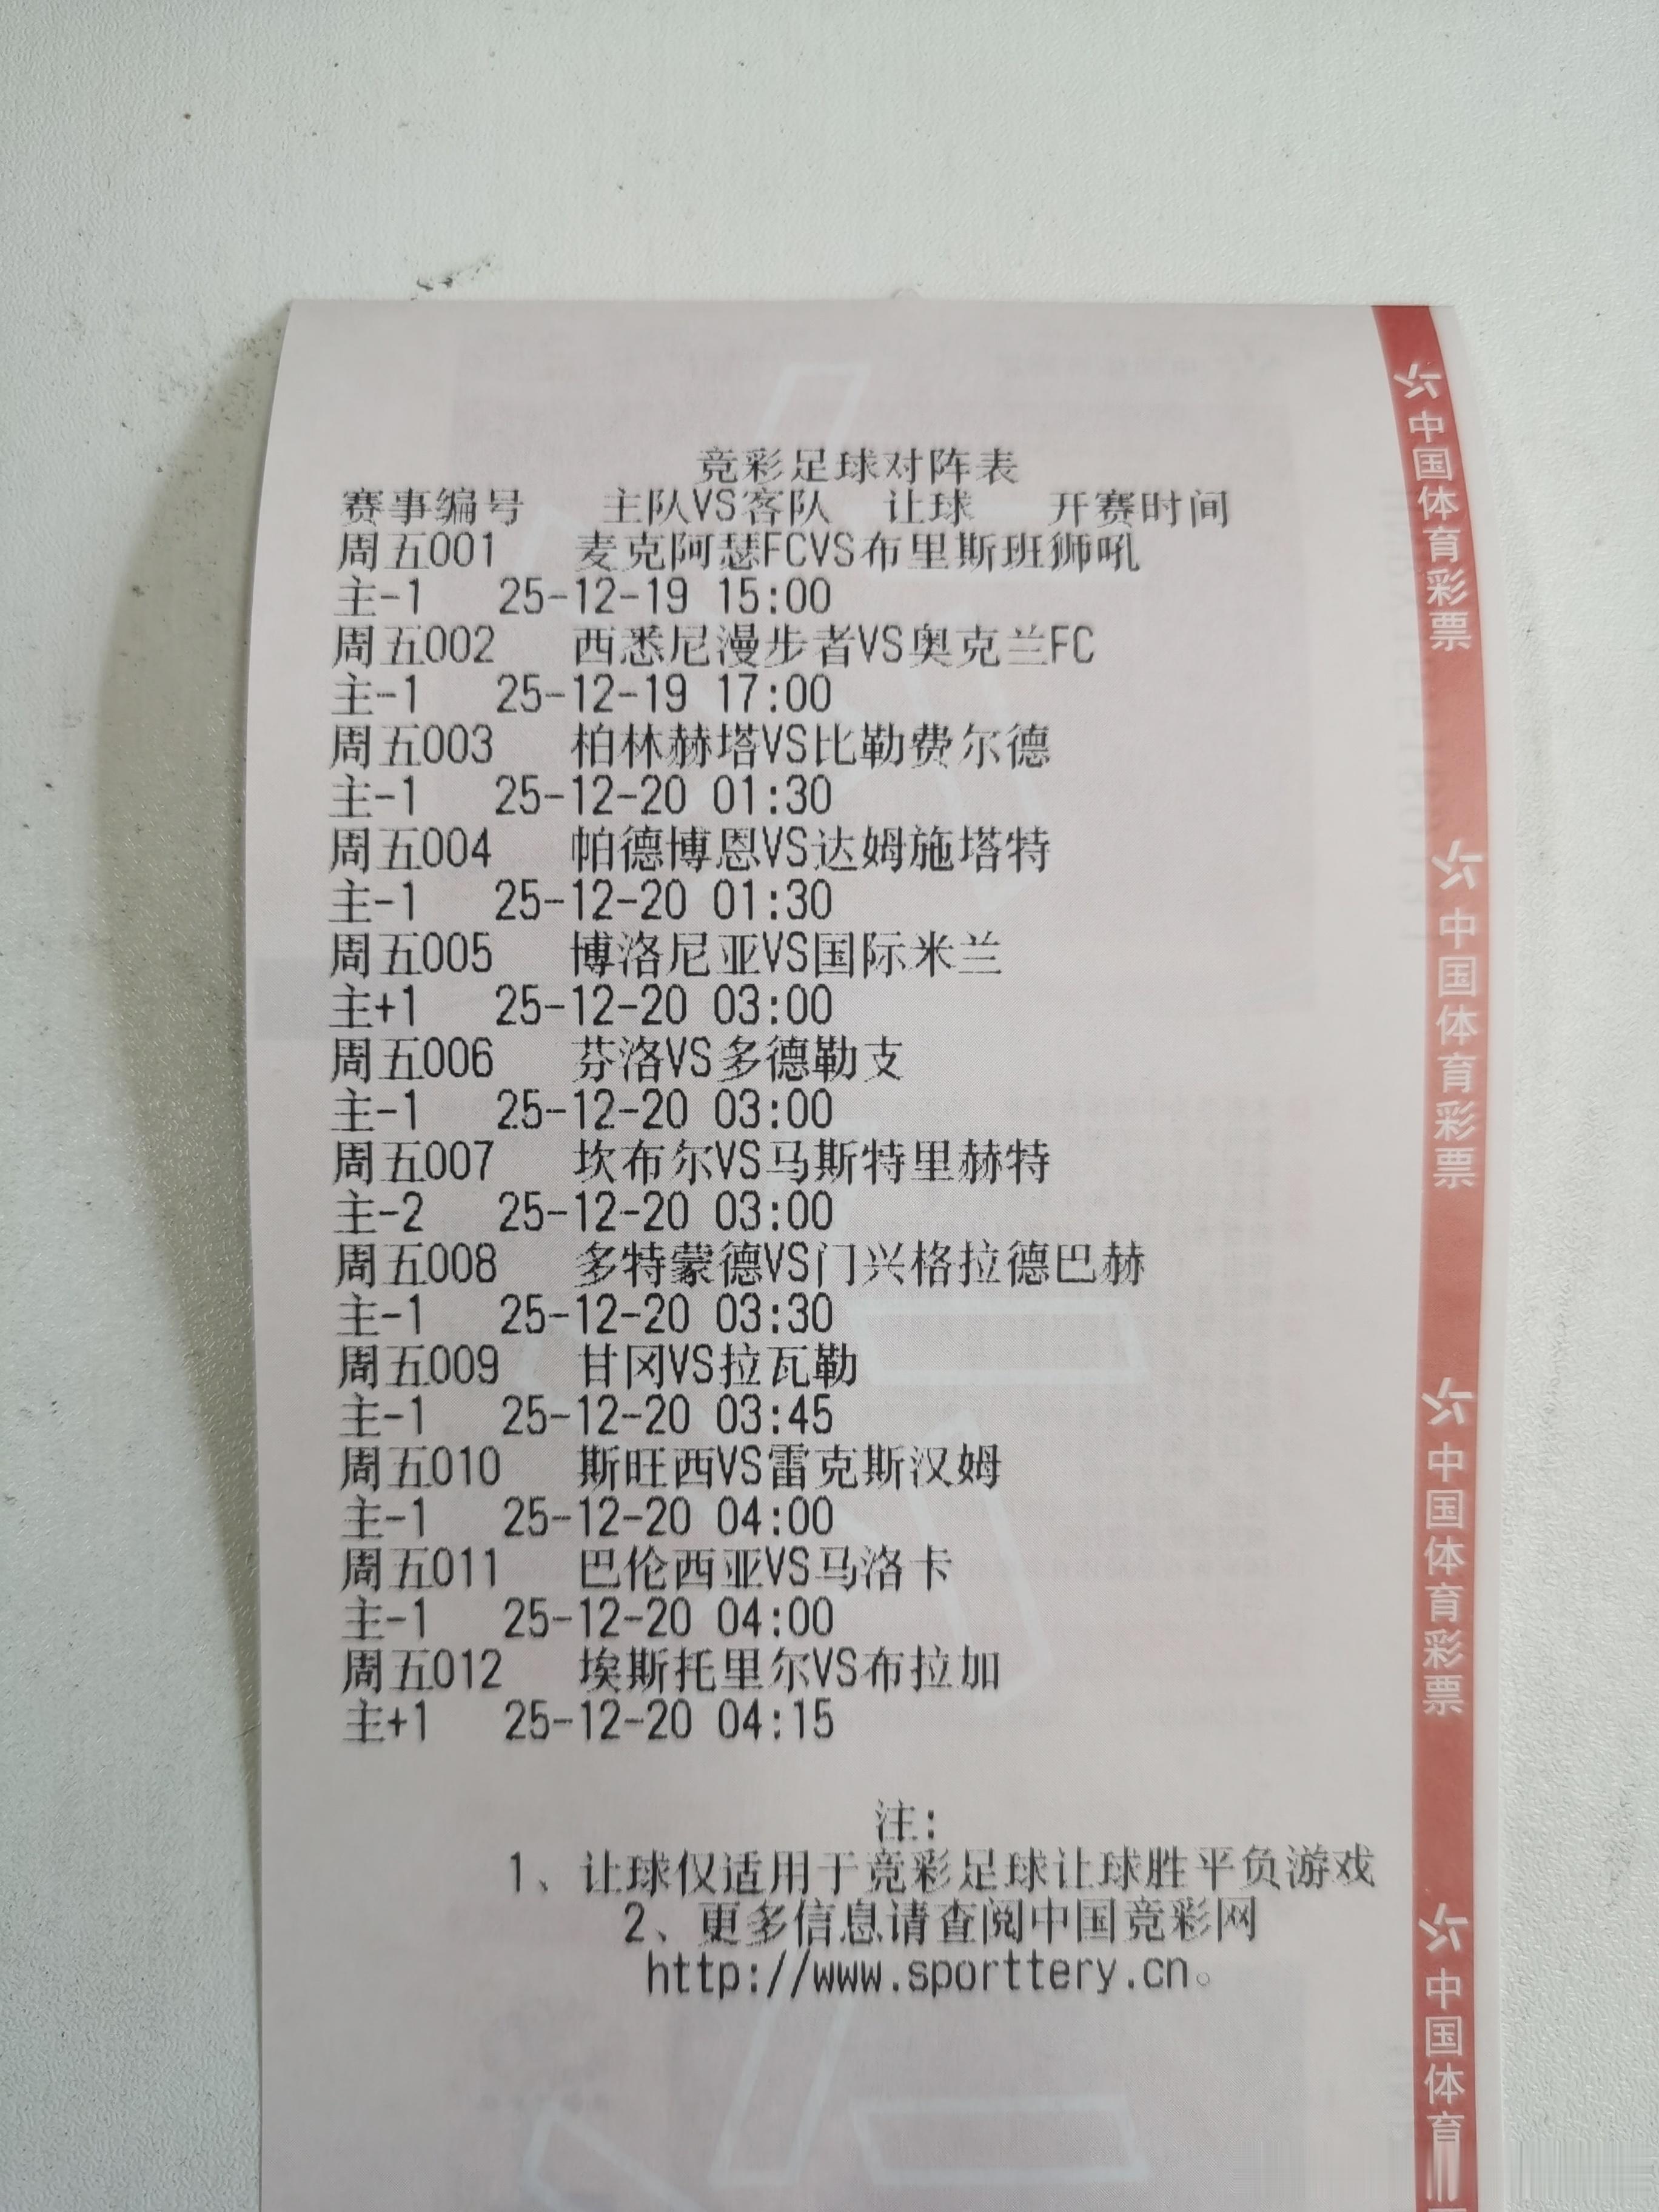 竞彩足球对阵表
赛事编号 主队VS客队 让球 开赛时间
周五001 麦克阿瑟FCVS布里斯班狮吼
主-1 25-12-19 15:00
周五002 西悉尼漫步者VS奥克兰FC
主-1 25-12-19 17:00
周五003 柏林赫塔VS比勒费尔德
主-1 25-12-20 01:30
周五004 帕德博恩VS达姆施塔特
主-1 25-12-20 01:30
周五005 博洛尼亚VS国际米兰
主+1 25-12-20 03:00
周五006 芬洛VS多德勒支
主-1 25-12-20 03:00
周五007 坎布尔VS马斯特里赫特
主-2 25-12-20 03:00
周五008 多特蒙德VS门兴格拉德巴赫
主-1 25-12-20 03:30
周五009 甘冈VS拉瓦勒
主-1 25-12-20 03:45
周五010 斯旺西VS雷克斯汉姆
主-1 25-12-20 04:00
周五011 巴伦西亚VS马洛卡
主-1 25-12-20 04:00
周五012 埃斯托里尔VS布拉加
主+1 25-12-20 04:15
注:
1、让球仅适用于竞彩足球让球胜平负游戏
2、更多信息请查阅中国竞彩网
http://www.sporttery.cn。
中国体育彩票
中国体育彩票
中国体育彩票
中国体育